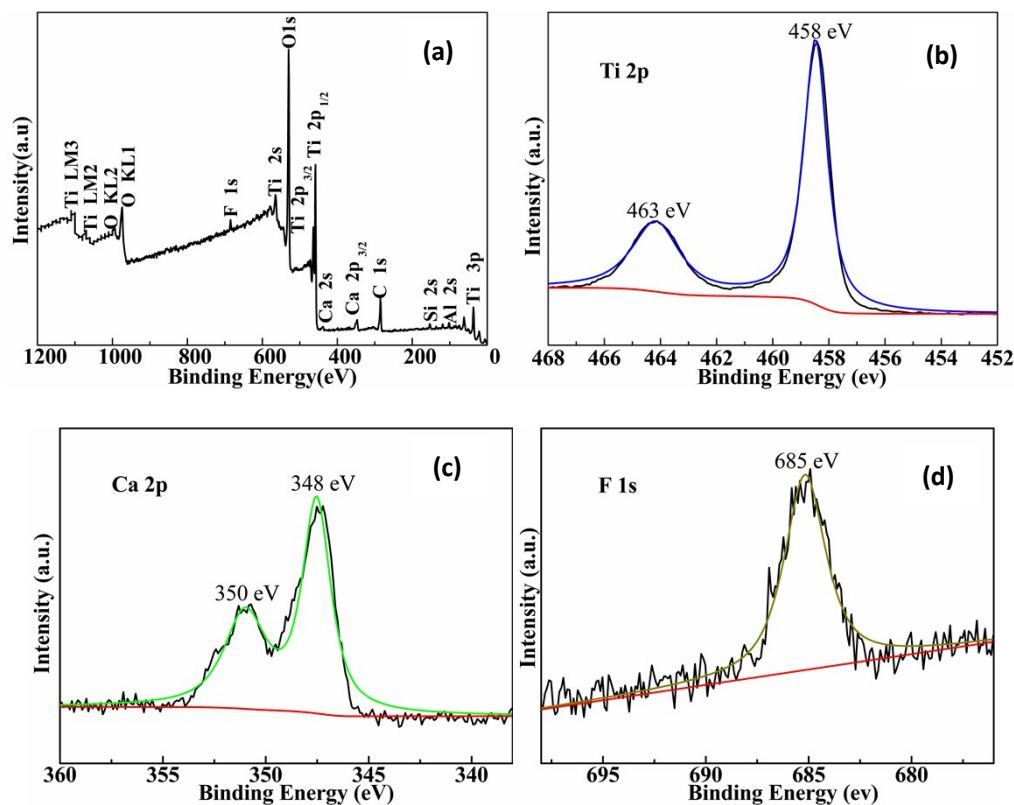 (a)
Intensity(a.u)
Ti LM3
Ti LM2
O KL2
O KL1
F 1s
Ti 2s
O1s
Ti 2p 3/2
Ti 2p 1/2
Ca 2s
Ca 2p 3/2
C 1s
Si 2s
Al 2s
Ti 3p
1200 1000 800 600 400 200 0
Binding Energy(eV)
(b)
Ti 2p
458 eV
463 eV
Intensity (a.u.)
468 466 464 462 460 458 456 454 452
Binding Energy (ev)
(c)
Ca 2p
348 eV
350 eV
Intensity (a.u.)
360 355 350 345 340
Binding Energy (ev)
(d)
F 1s
685 eV
Intensity (a.u.)
695 690 685 680
Binding Energy (ev)